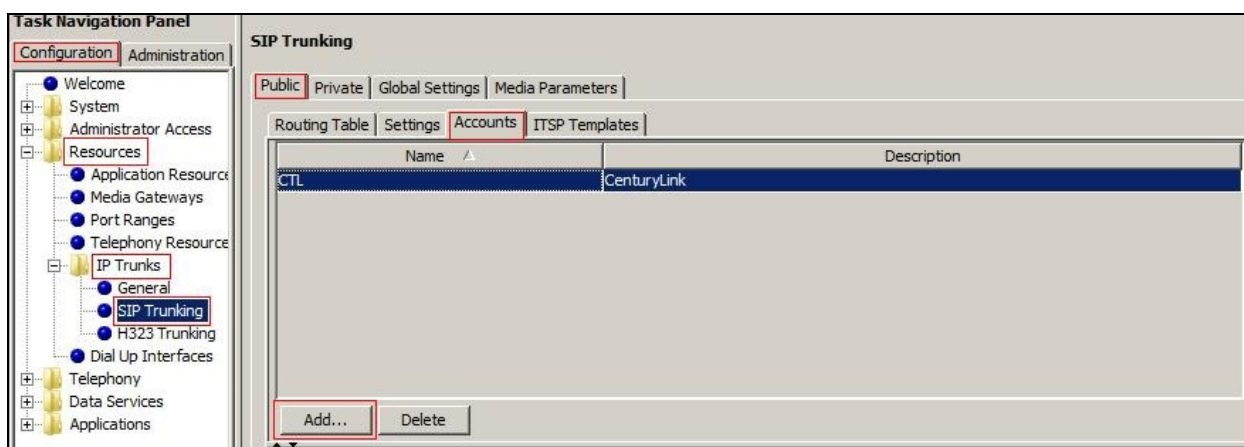 Task Navigation Panel
Configuration Administration
Welcome
System
Administrator Access
Resources
Application Resource
Media Gateways
Port Ranges
Telephony Resource
IP Trunks
General
SIP Trunking
H323 Trunking
Dial Up Interfaces
Telephony
Data Services
Applications
SIP Trunking
Public Private Global Settings Media Parameters
Routing Table Settings Accounts ITSP Templates
Name Description
CTL CenturyLink
Add... Delete